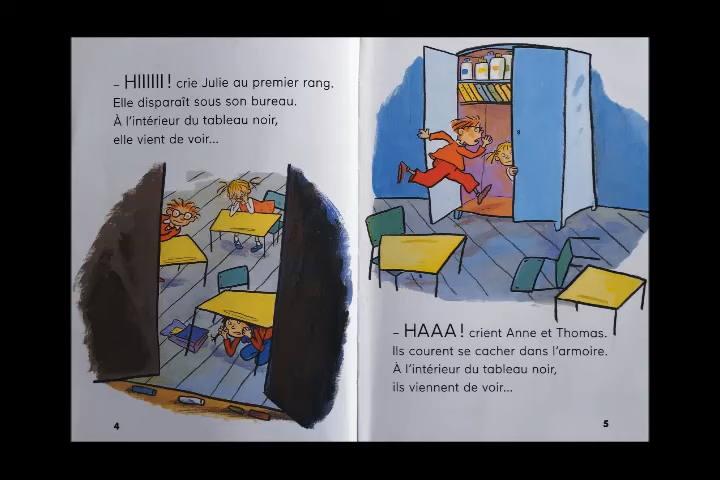 – HIIIIII ! crie Julie au premier rang.
Elle disparaît sous son bureau.
À l'intérieur du tableau noir,
elle vient de voir...
4
– HAAA ! crient Anne et Thomas.
Ils courent se cacher dans l'armoire.
À l'intérieur du tableau noir,
ils viennent de voir...
5